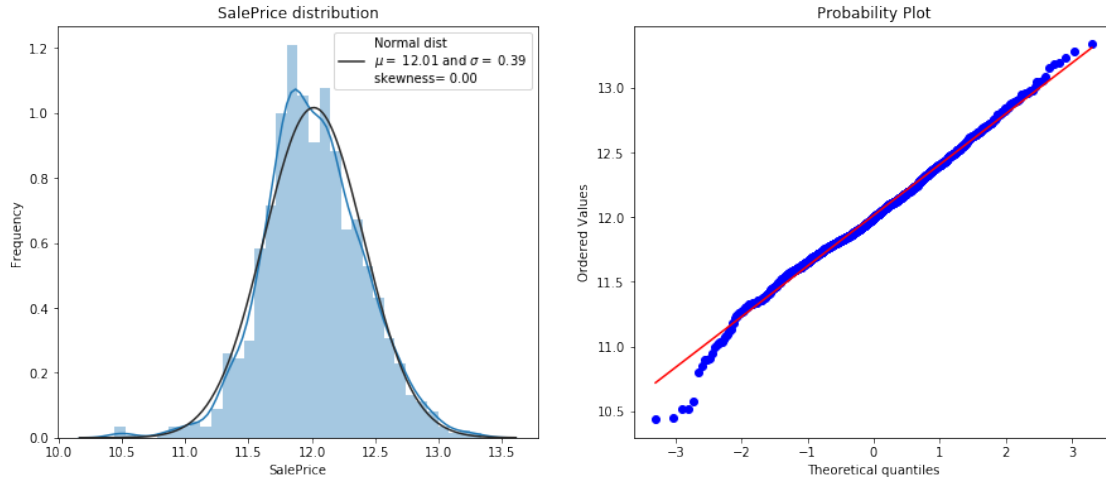 SalePrice distribution
Normal dist
μ = 12.01 and σ = 0.39
skewness= 0.00
Frequency
1.2
1.0
0.8
0.6
0.4
0.2
0.0
10.0 10.5 11.0 11.5 12.0 12.5 13.0 13.5
SalePrice
Probability Plot
Ordered Values
13.0
12.5
12.0
11.5
11.0
10.5
−3 −2 −1 0 1 2 3
Theoretical quantiles